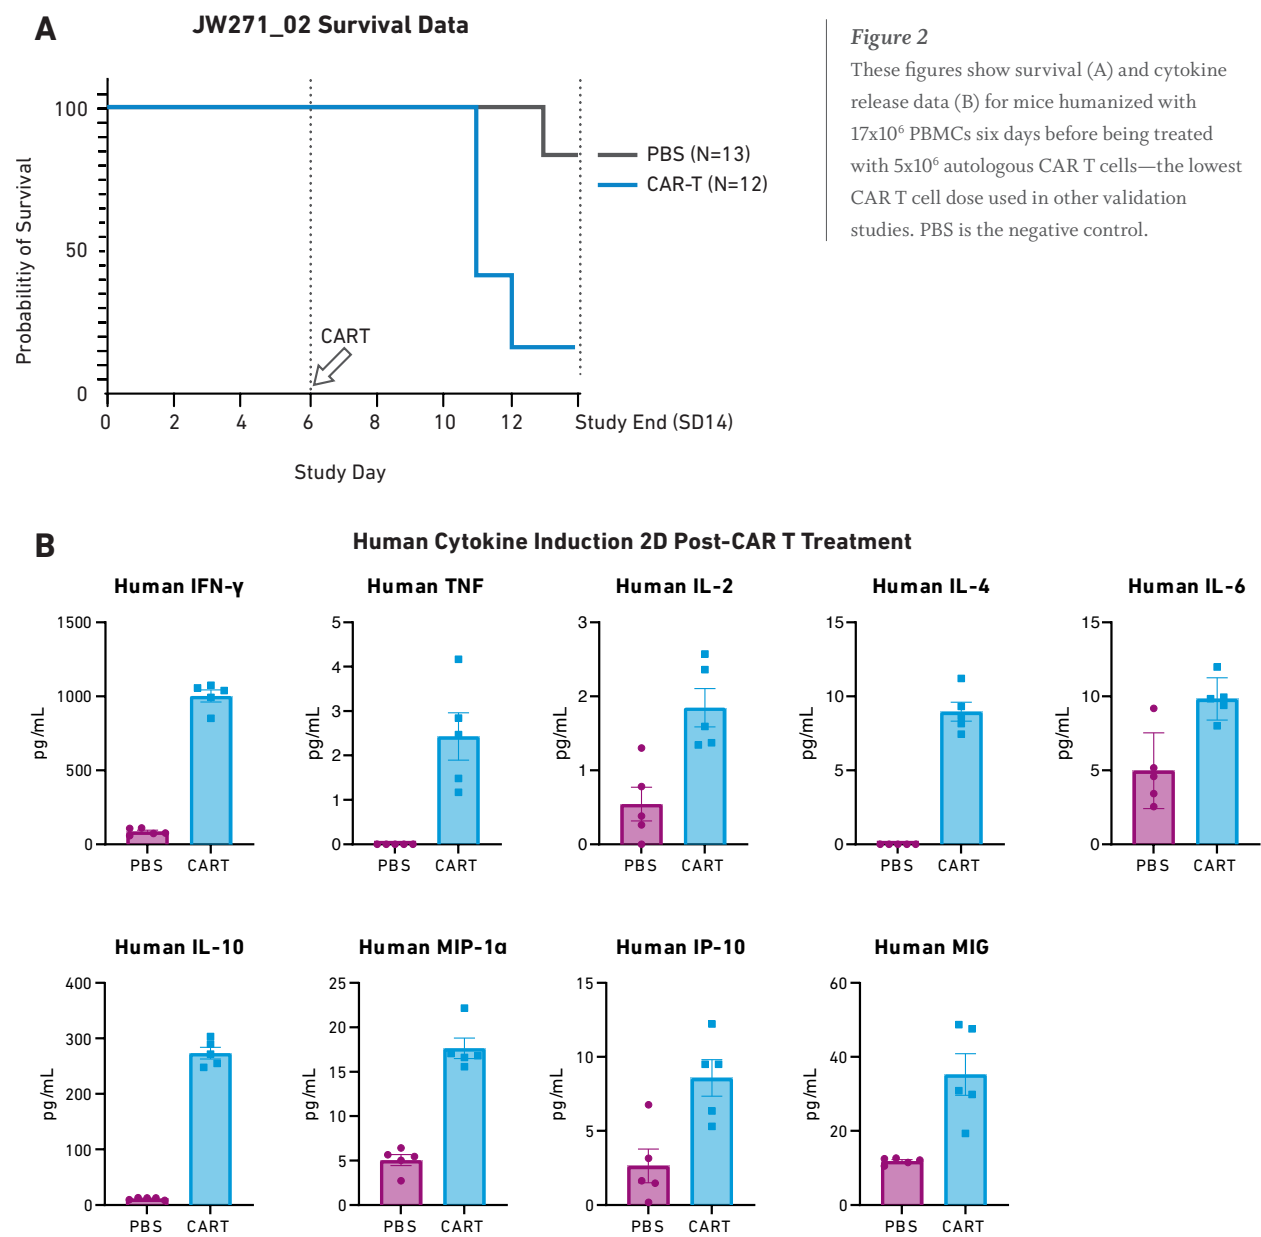 A
JW271_02 Survival Data
Figure 2
These figures show survival (A) and cytokine
release data (B) for mice humanized with
17x10⁶ PBMCs six days before being treated
with 5x10⁶ autologous CAR T cells—the lowest
CAR T cell dose used in other validation
studies. PBS is the negative control.
Probabilitiy of Survival
100
50
0
PBS (N=13)
CAR-T (N=12)
CART
0 2 4 6 8 10 12 Study End (SD14)
Study Day
B
Human Cytokine Induction 2D Post-CAR T Treatment
Human IFN-γ
pg/mL
1500
1000
500
0
PBS CART
Human TNF
pg/mL
5
4
3
2
1
0
PBS CART
Human IL-2
pg/mL
3
2
1
0
PBS CART
Human IL-4
pg/mL
15
10
5
0
PBS CART
Human IL-6
pg/mL
15
10
5
0
PBS CART
Human IL-10
pg/mL
400
300
200
100
0
PBS CART
Human MIP-1α
pg/mL
25
20
15
10
5
0
PBS CART
Human IP-10
pg/mL
15
10
5
0
PBS CART
Human MIG
pg/mL
60
40
20
0
PBS CART